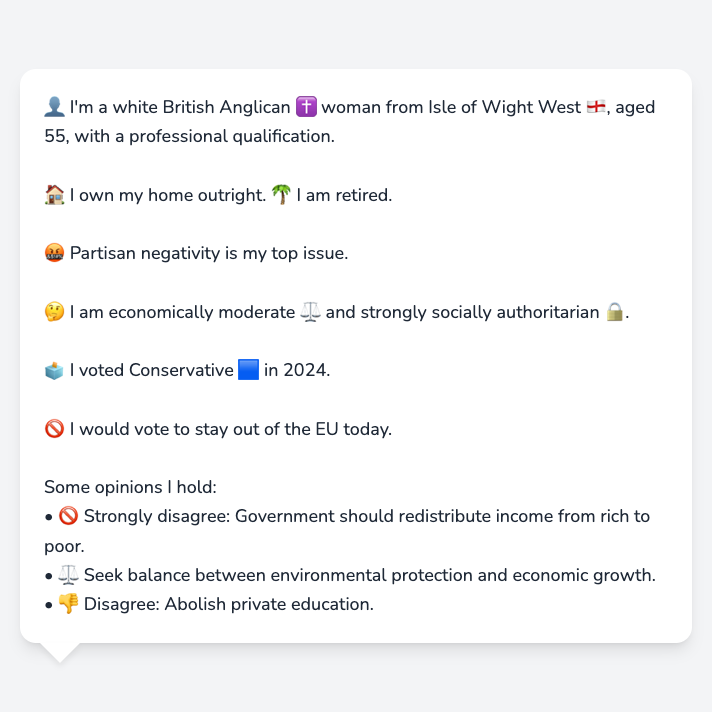 👤 I'm a white British Anglican ✝️ woman from Isle of Wight West 🏴󠁧󠁢󠁥󠁮󠁧󠁿, aged
55, with a professional qualification.
🏠 I own my home outright. 🌴 I am retired.
🤬 Partisan negativity is my top issue.
🤔 I am economically moderate ⚖️ and strongly socially authoritarian 🔒.
🗳️ I voted Conservative 🟦 in 2024.
🚫 I would vote to stay out of the EU today.
Some opinions I hold:
• 🚫 Strongly disagree: Government should redistribute income from rich to
poor.
• ⚖️ Seek balance between environmental protection and economic growth.
• 👎 Disagree: Abolish private education.